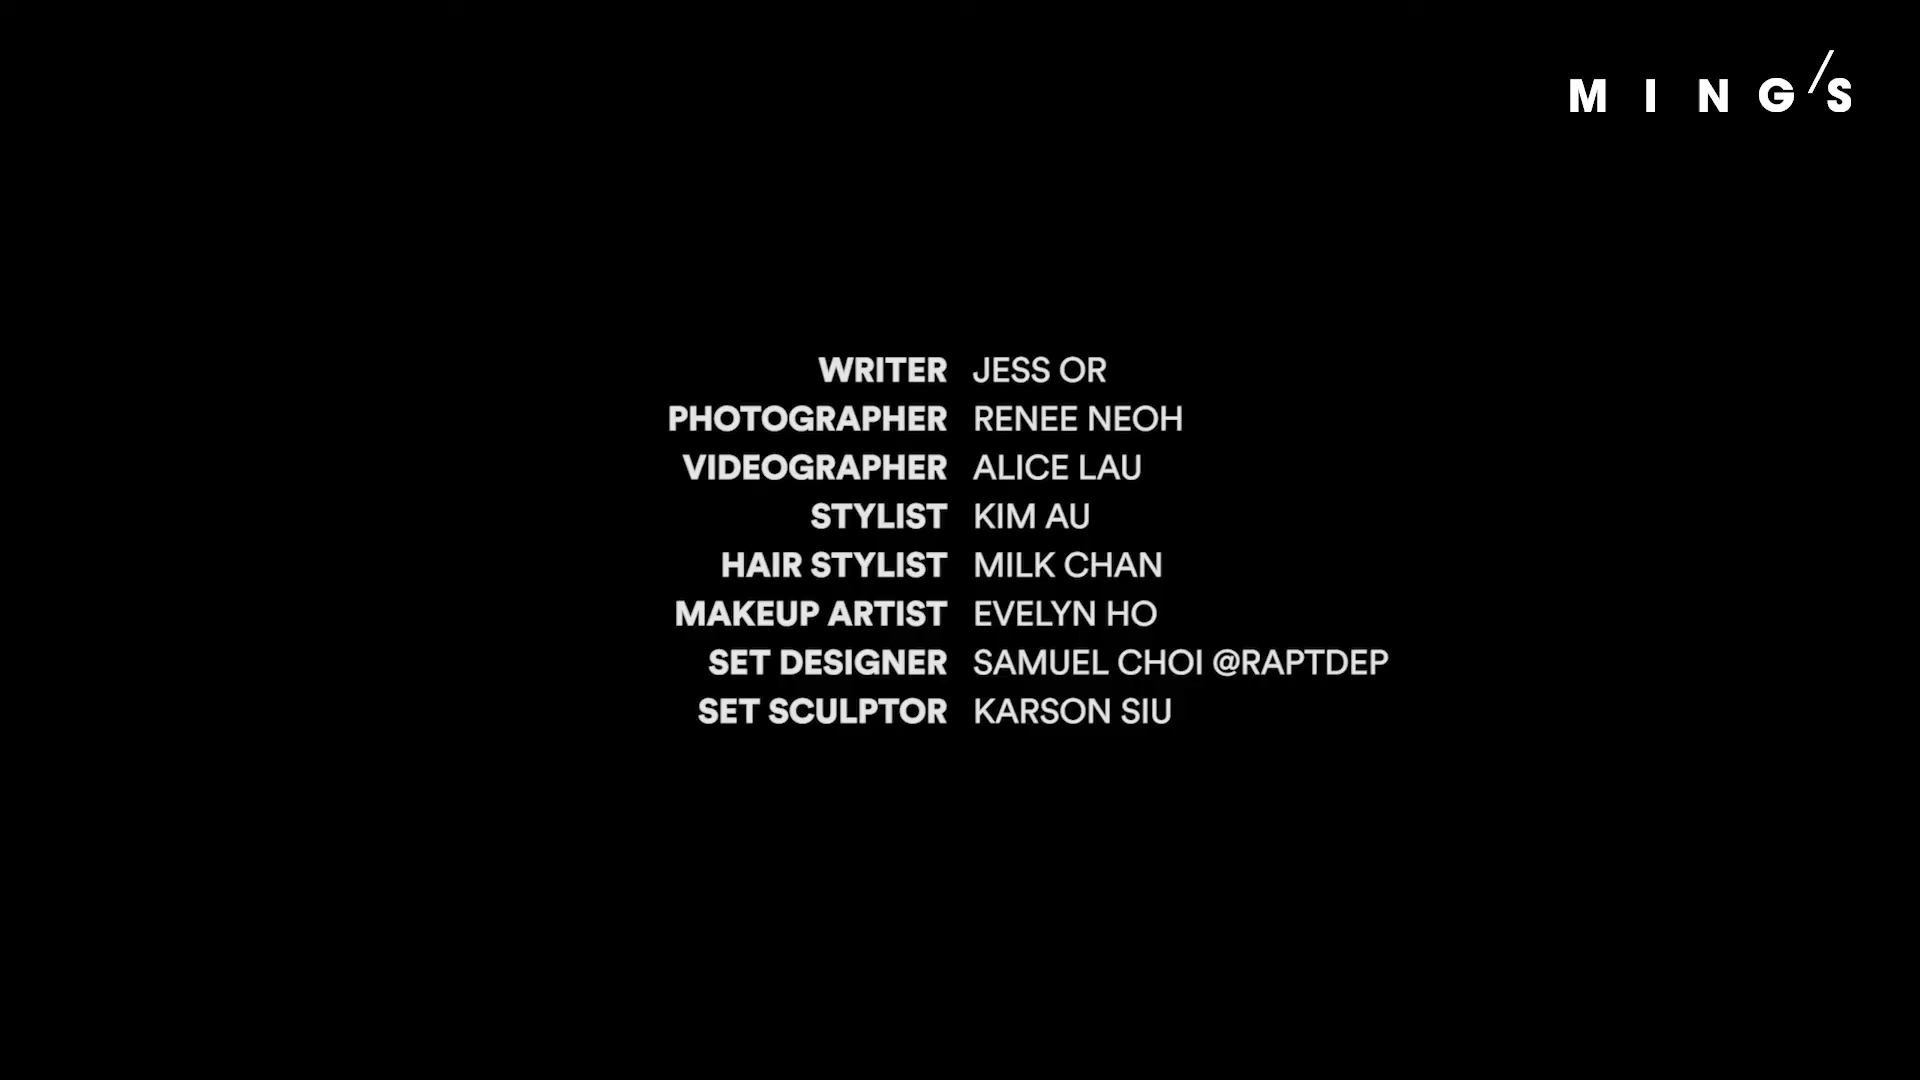 MING'S
WRITER JESS OR
PHOTOGRAPHER RENEE NEOH
VIDEOGRAPHER ALICE LAU
STYLIST KIM AU
HAIR STYLIST MILK CHAN
MAKEUP ARTIST EVELYN HO
SET DESIGNER SAMUEL CHOI @RAPTDEP
SET SCULPTOR KARSON SIU